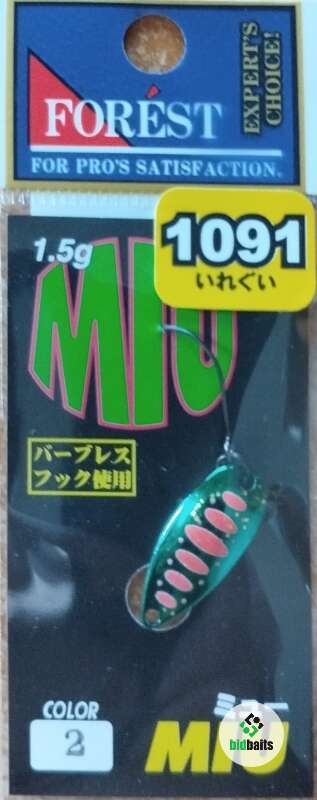 EXPERT'S
CHOICE!
FORÉST
FOR PRO'S SATISFACTION.
1091
いれぐい
1.5g
MIU
バーブレス
フック使用
COLOR
2
ミュー
MIU
bidbaits